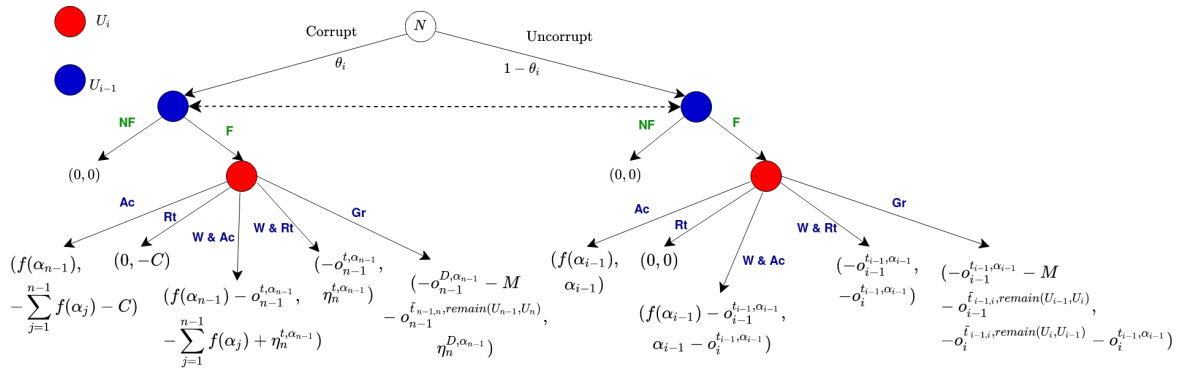 U_i
N
Corrupt
Uncorrupt
θ_i
1 − θ_i
U_{i−1}
NF
F
NF
F
(0, 0)
(0, 0)
Ac
Rt
W & Ac
W & Rt
Gr
Ac
Rt
W & Ac
W & Rt
Gr
(f(α_{n−1}),
−∑_{j=1}^{n−1} f(α_j) − C)
(0, −C)
(f(α_{n−1}) − o_{n−1}^{t,α_{n−1}},
−∑_{j=1}^{n−1} f(α_j) + η_n^{t,α_{n−1}})
(−o_{n−1}^{t,α_{n−1}},
η_n^{t,α_{n−1}})
(−o_{n−1}^{D,α_{n−1}} − M
− o_{n−1}^{t̃_{n−1,n},remain(U_{n−1},U_n)},
η_n^{D,α_{n−1}})
(f(α_{i−1}),
α_{i−1})
(0, 0)
(f(α_{i−1}) − o_{i−1}^{t_{i−1},α_{i−1}},
α_{i−1} − o_i^{t_{i−1},α_{i−1}})
(−o_{i−1}^{t_{i−1},α_{i−1}},
−o_i^{t_{i−1},α_{i−1}})
(−o_{i−1}^{t_{i−1},α_{i−1}} − M
− o_{i−1}^{t̃_{i−1,i},remain(U_{i−1},U_i)},
−o_i^{t̃_{i−1,i},remain(U_i,U_{i−1})} − o_i^{t_{i−1},α_{i−1}})